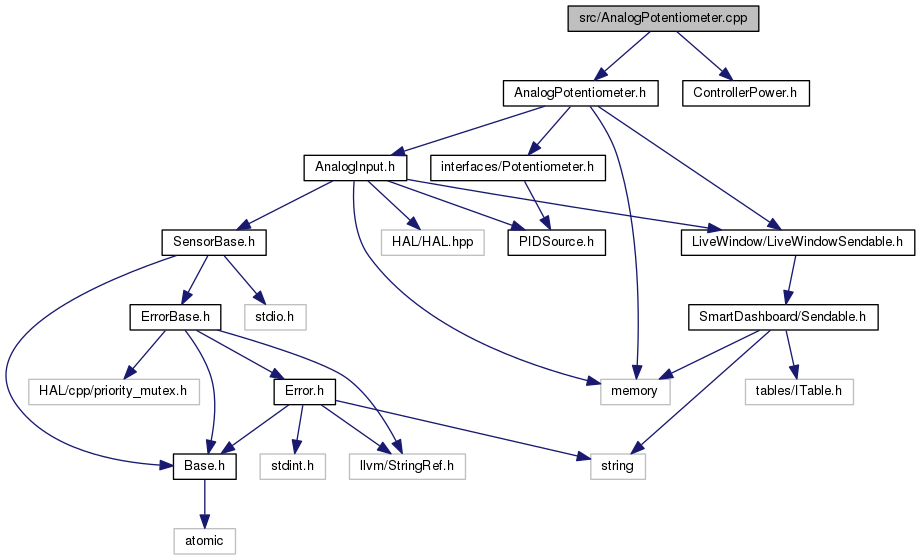 src/AnalogPotentiometer.cpp
AnalogPotentiometer.h
ControllerPower.h
AnalogInput.h
interfaces/Potentiometer.h
SensorBase.h
HAL/HAL.hpp
PIDSource.h
LiveWindow/LiveWindowSendable.h
ErrorBase.h
stdio.h
SmartDashboard/Sendable.h
HAL/cpp/priority_mutex.h
Error.h
memory
tables/ITable.h
Base.h
stdint.h
llvm/StringRef.h
string
atomic